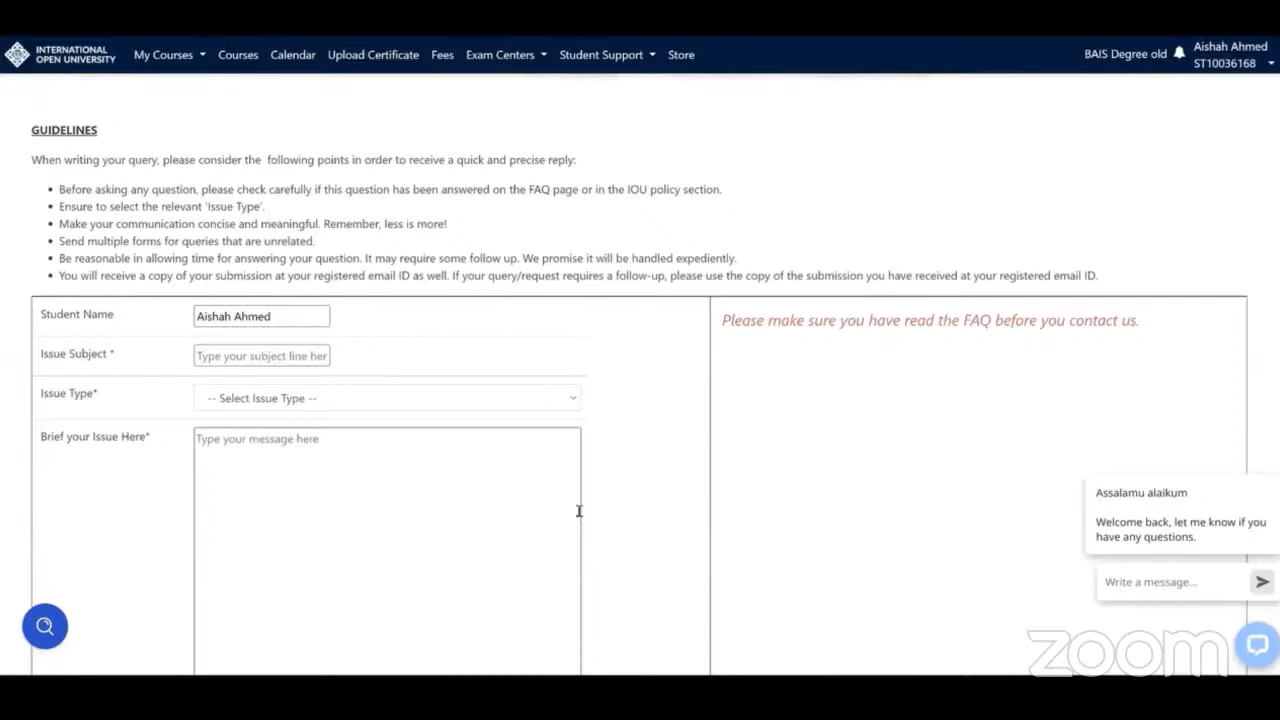 INTERNATIONAL
OPEN UNIVERSITY
My Courses Courses Calendar Upload Certificate Fees Exam Centers Student Support Store
BAIS Degree old
Aishah Ahmed
ST10036168
GUIDELINES
When writing your query, please consider the following points in order to receive a quick and precise reply:
Before asking any question, please check carefully if this question has been answered on the FAQ page or in the IOU policy section.
Ensure to select the relevant 'Issue Type'.
Make your communication concise and meaningful. Remember, less is more!
Send multiple forms for queries that are unrelated.
Be reasonable in allowing time for answering your question. It may require some follow up. We promise it will be handled expediently.
You will receive a copy of your submission at your registered email ID as well. If your query/request requires a follow-up, please use the copy of the submission you have received at your registered email ID.
Student Name Aishah Ahmed
Issue Subject * Type your subject line her
Issue Type* -- Select Issue Type --
Brief your Issue Here* Type your message here
Please make sure you have read the FAQ before you contact us.
Assalamu alaikum
Welcome back, let me know if you
have any questions.
Write a message...
zoom